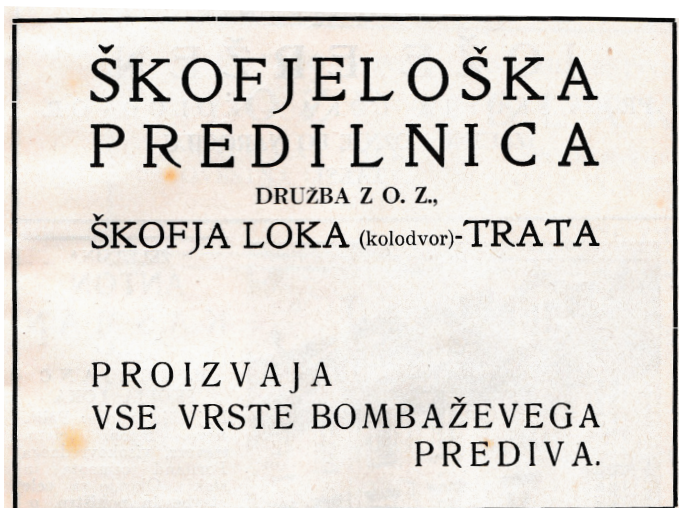 ŠKOFJELOŠKA
PREDILNICA
DRUŽBA Z O. Z.,
ŠKOFJA LOKA (kolodvor)-TRATA
PROIZVAJA
VSE VRSTE BOMBAŽEVEGA
PREDIVA.